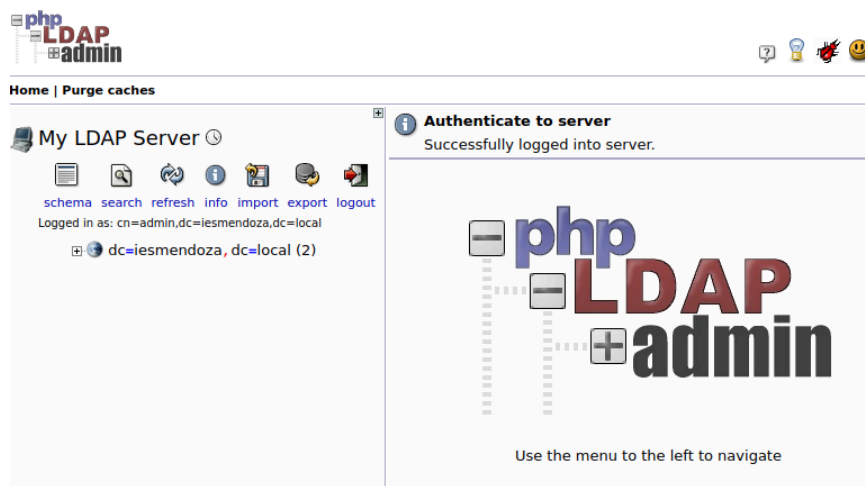 php
LDAP
admin
Home | Purge caches
My LDAP Server
schema search refresh info import export logout
Logged in as: cn=admin,dc=iesmendoza,dc=local
dc=iesmendoza, dc=local (2)
Authenticate to server
Successfully logged into server.
php
LDAP
admin
Use the menu to the left to navigate